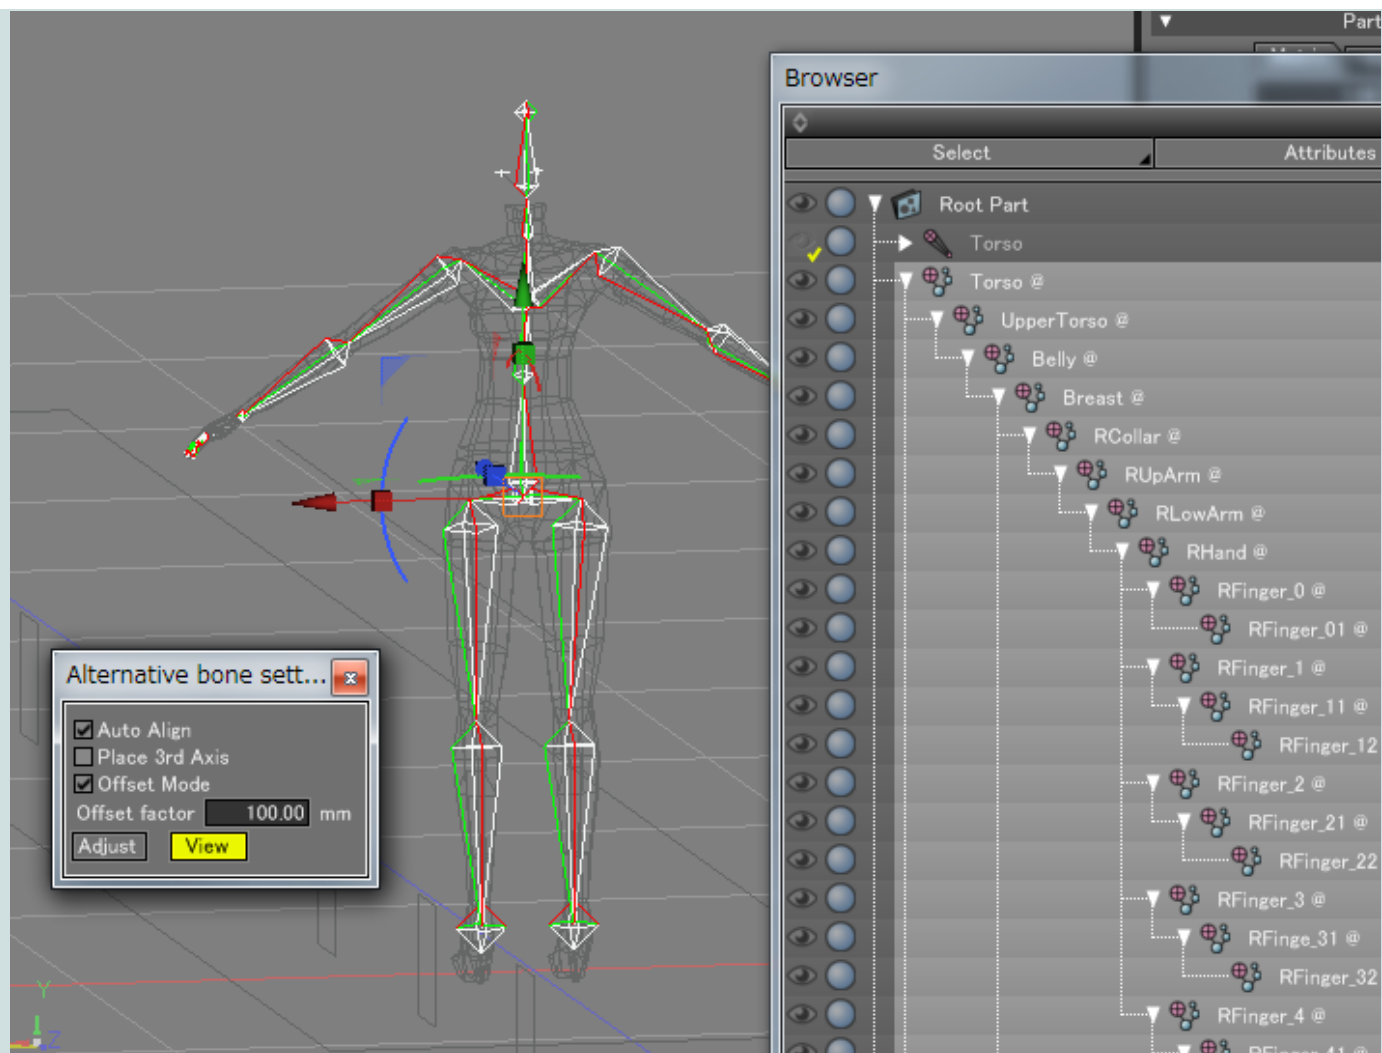 Part
Browser
Select
Attributes
Root Part
Torso
Torso @
UpperTorso @
Belly @
Breast @
RCollar @
RUpArm @
RLowArm @
RHand @
RFinger_0 @
RFinger_01 @
RFinger_1 @
RFinger_11 @
RFinger_12
RFinger_2 @
RFinger_21 @
RFinger_22
RFinger_3 @
RFinge_31 @
RFinger_32
RFinger_4 @
RFinger_41 @
Alternative bone sett...
Auto Align
Place 3rd Axis
Offset Mode
Offset factor 100.00 mm
Adjust View
Y
Z